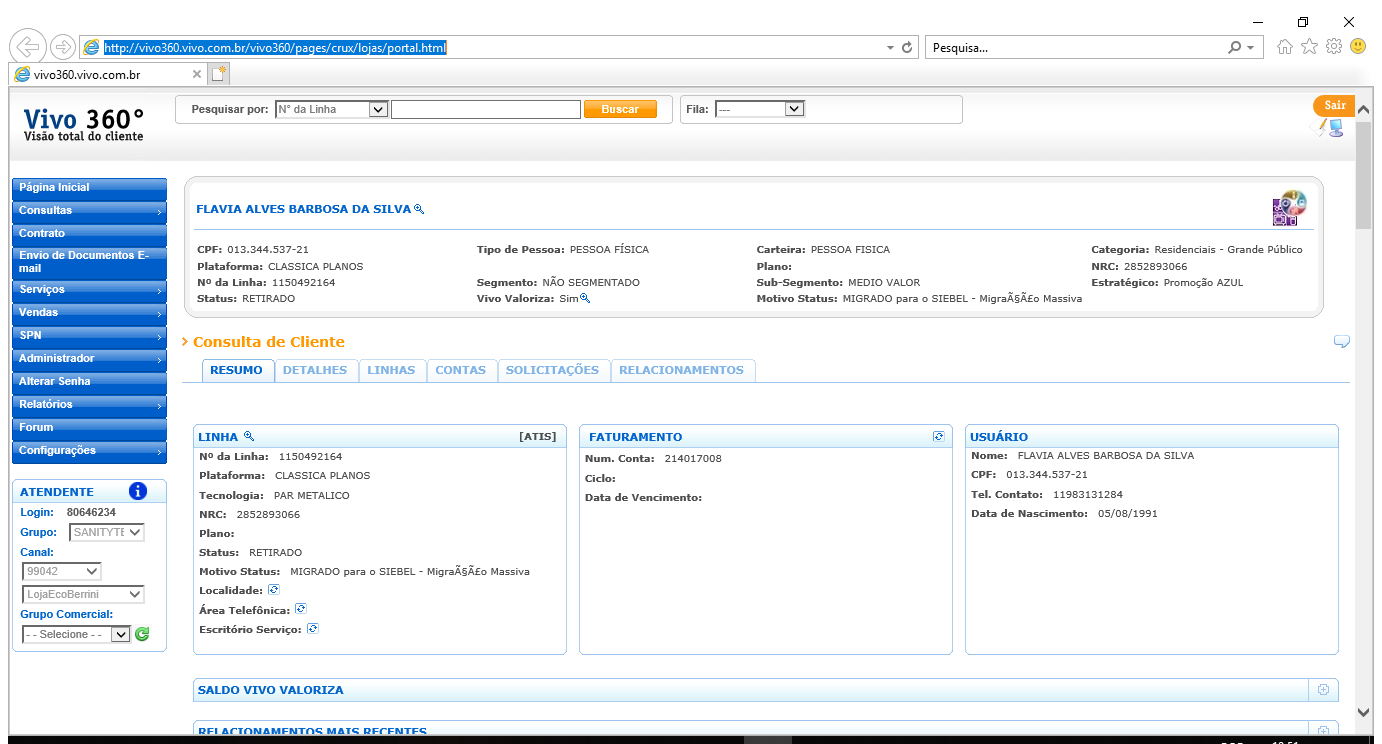 http://vivo360.vivo.com.br/vivo360/pages/crux/lojas/portal.html
Pesquisa...
vivo360.vivo.com.br
Vivo 360°
Visão total do cliente
Pesquisar por: N° da Linha
Buscar
Fila: ---
Sair
Página Inicial
Consultas
Contrato
Envio de Documentos E-
mail
Serviços
Vendas
SPN
Administrador
Alterar Senha
Relatórios
Forum
Configurações
ATENDENTE
Login: 80646234
Grupo: SANITYTE
Canal:
99042
LojaEcoBerrini
Grupo Comercial:
- - Selecione - -
FLAVIA ALVES BARBOSA DA SILVA
CPF: 013.344.537-21 Tipo de Pessoa: PESSOA FÍSICA Carteira: PESSOA FISICA Categoria: Residenciais - Grande Público
Plataforma: CLASSICA PLANOS Plano: NRC: 2852893066
Nº da Linha: 1150492164 Segmento: NÃO SEGMENTADO Sub-Segmento: MEDIO VALOR Estratégico: Promoção AZUL
Status: RETIRADO Vivo Valoriza: Sim Motivo Status: MIGRADO para o SIEBEL - MigraÃ§Ã£o Massiva
Consulta de Cliente
RESUMO DETALHES LINHAS CONTAS SOLICITAÇÕES RELACIONAMENTOS
LINHA [ATIS]
Nº da Linha: 1150492164
Plataforma: CLASSICA PLANOS
Tecnologia: PAR METALICO
NRC: 2852893066
Plano:
Status: RETIRADO
Motivo Status: MIGRADO para o SIEBEL - MigraÃ§Ã£o Massiva
Localidade:
Área Telefônica:
Escritório Serviço:
FATURAMENTO
Num. Conta: 214017008
Ciclo:
Data de Vencimento:
USUÁRIO
Nome: FLAVIA ALVES BARBOSA DA SILVA
CPF: 013.344.537-21
Tel. Contato: 11983131284
Data de Nascimento: 05/08/1991
SALDO VIVO VALORIZA
RELACIONAMENTOS MAIS RECENTES